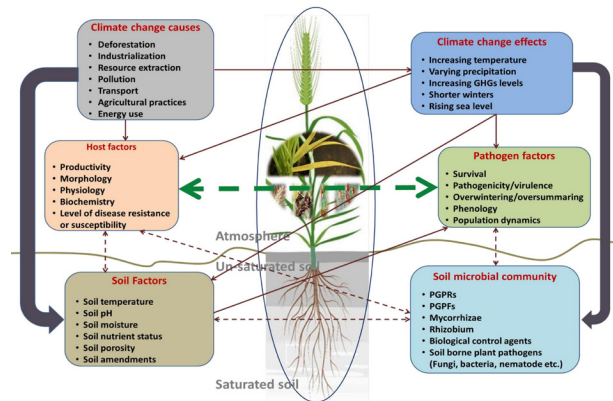 Climate change causes
• Deforestation
• Industrialization
• Resource extraction
• Pollution
• Transport
• Agricultural practices
• Energy use
Climate change effects
• Increasing temperature
• Varying precipitation
• Increasing GHGs levels
• Shorter winters
• Rising sea level
Host factors
• Productivity
• Morphology
• Physiology
• Biochemistry
• Level of disease resistance
or susceptibility
Pathogen factors
• Survival
• Pathogenicity/virulence
• Overwintering/oversummaring
• Phenology
• Population dynamics
Atmosphere
Un-saturated soil
Soil Factors
• Soil temperature
• Soil pH
• Soil moisture
• Soil nutrient status
• Soil porosity
• Soil amendments
Soil microbial community
• PGPRs
• PGPFs
• Mycorrhizae
• Rhizobium
• Biological control agents
• Soil borne plant pathogens
(Fungi, bacteria, nematode etc.)
Saturated soil